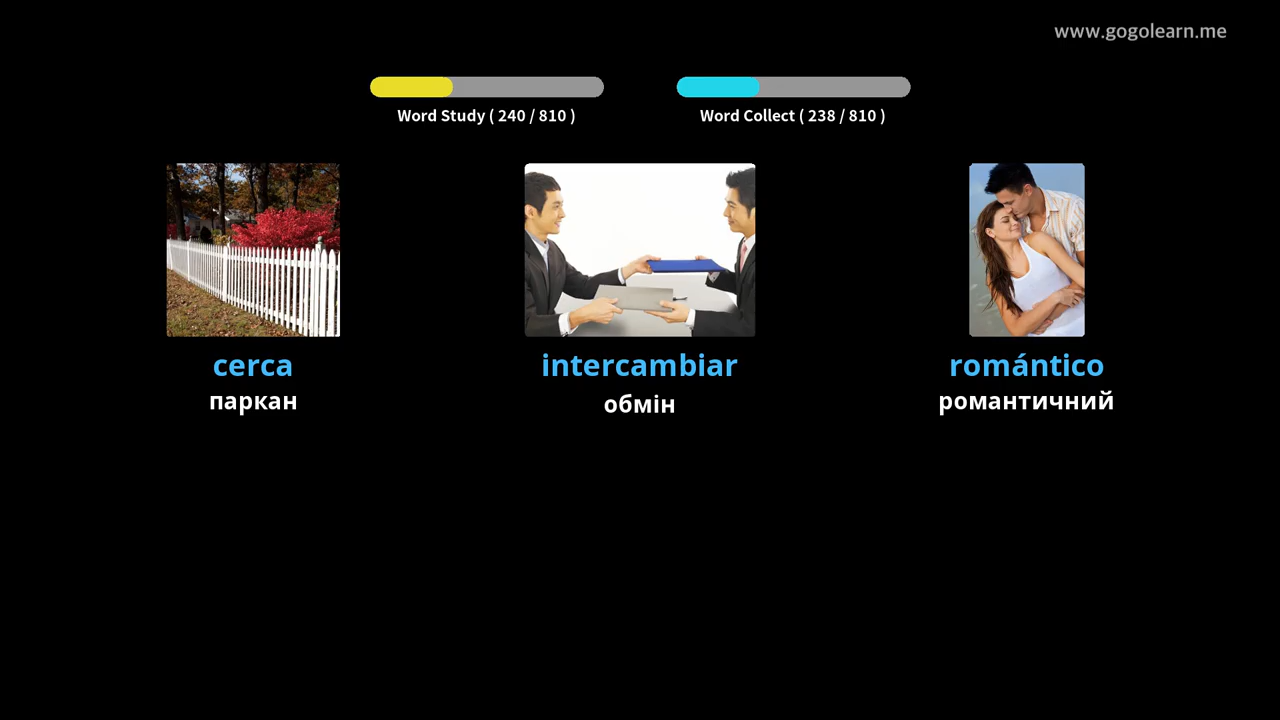 www.gogolearn.me
Word Study ( 240 / 810 )
Word Collect ( 238 / 810 )
cerca
паркан
intercambiar
обмін
romántico
романтичний